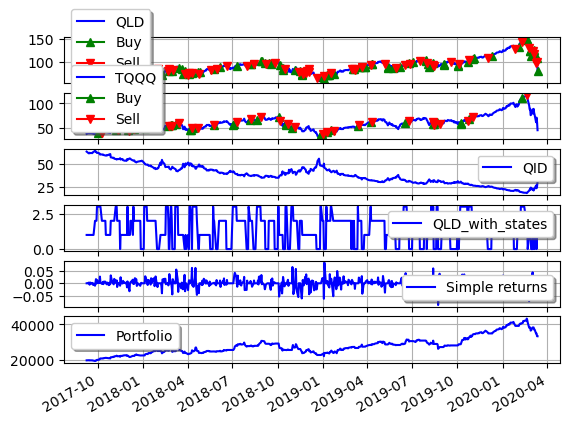 QLD
Buy
Sell
150
100
TQQQ
Buy
Sell
100
50
QID
50
25
QLD_with_states
2.5
0.0
Simple returns
0.05
0.00
−0.05
Portfolio
40000
20000
2017-10
2018-01
2018-04
2018-07
2018-10
2019-01
2019-04
2019-07
2019-10
2020-01
2020-04